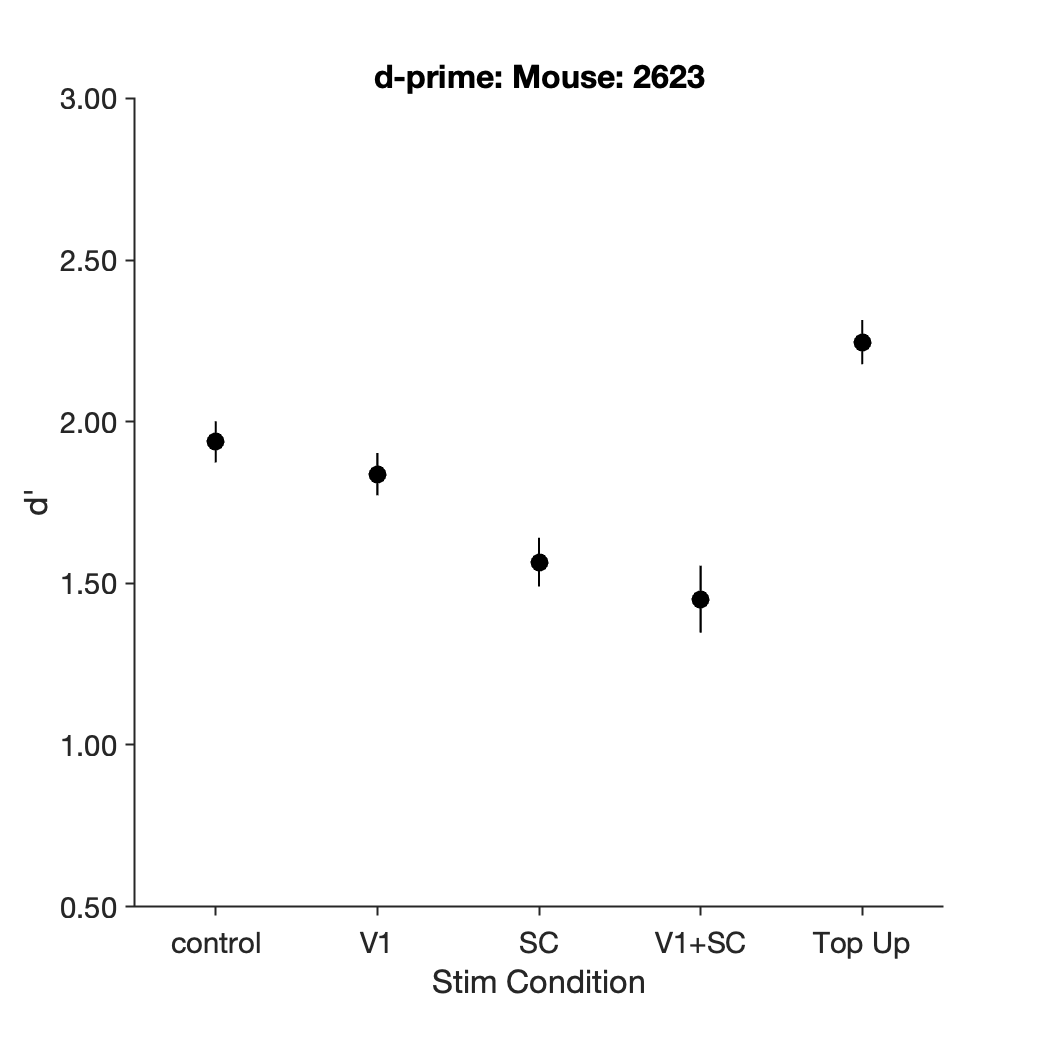 d-prime: Mouse: 2623
3.00
2.50
2.00
1.50
1.00
0.50
d'
control V1 SC V1+SC Top Up
Stim Condition